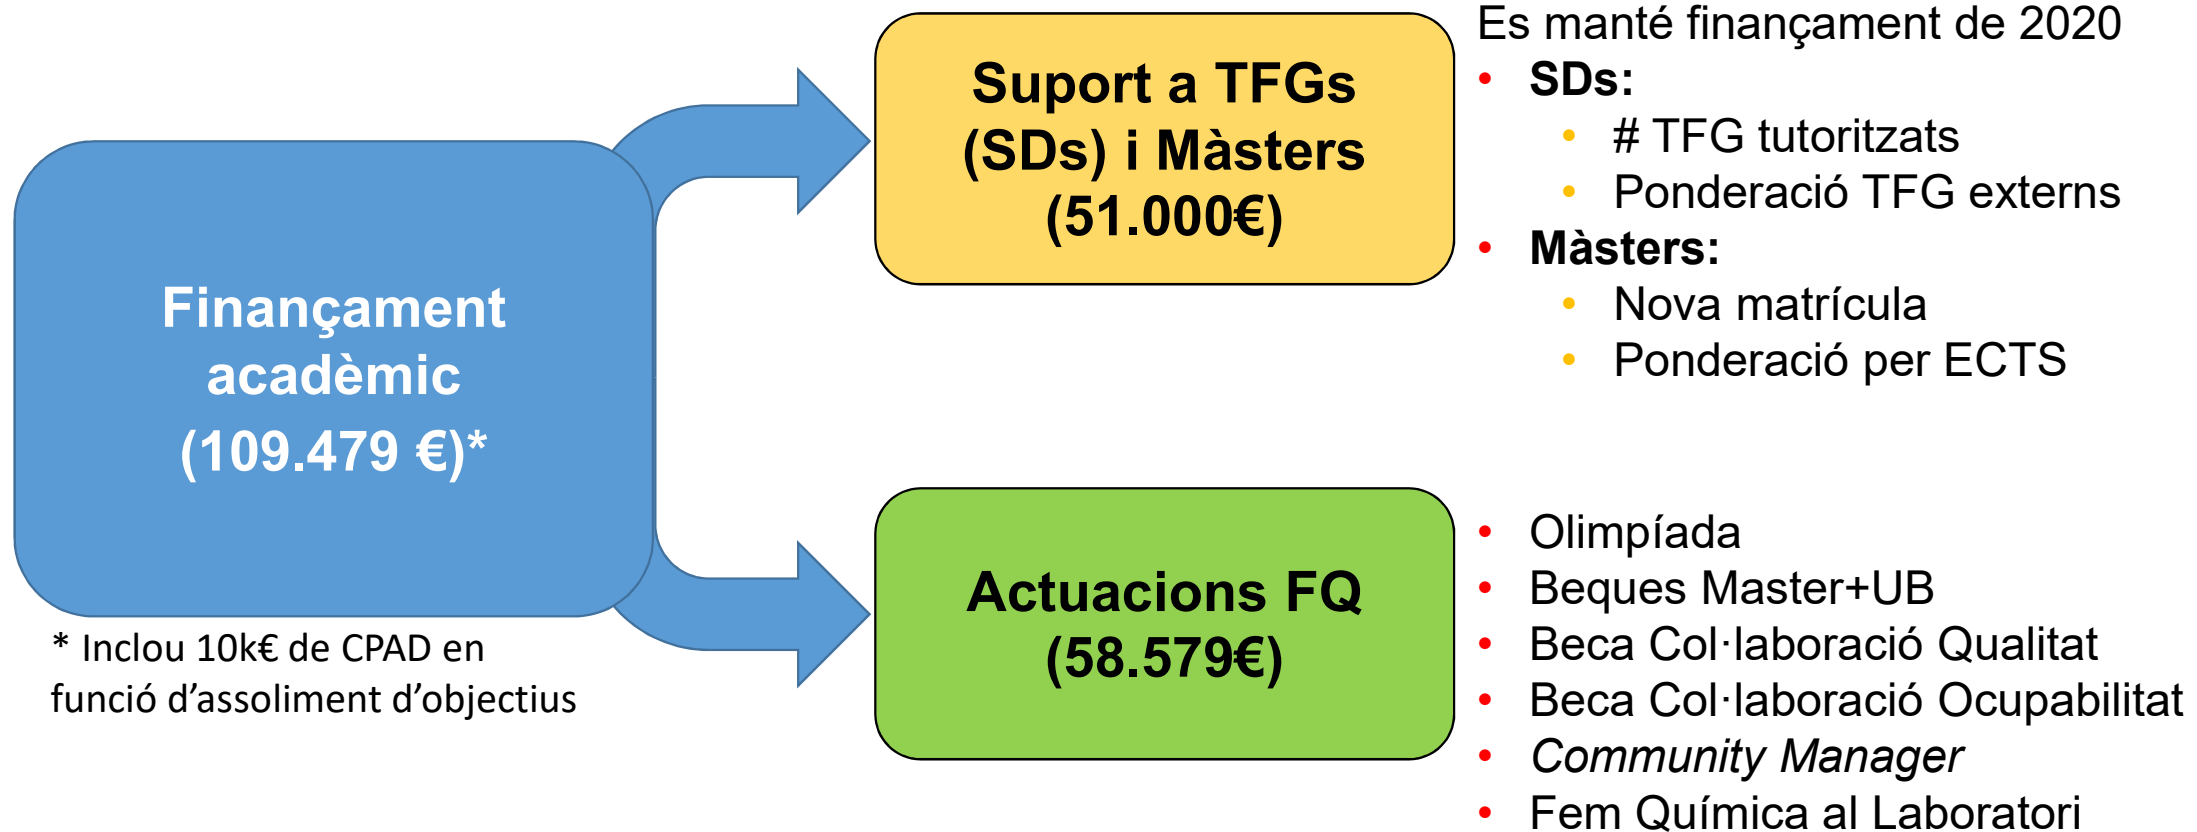 Finançament
acadèmic
(109.479 €)*
* Inclou 10k€ de CPAD en
funció d’assoliment d’objectius
Suport a TFGs
(SDs) i Màsters
(51.000€)
Es manté finançament de 2020
• SDs:
• # TFG tutoritzats
• Ponderació TFG externs
• Màsters:
• Nova matrícula
• Ponderació per ECTS
Actuacions FQ
(58.579€)
• Olimpíada
• Beques Master+UB
• Beca Col·laboració Qualitat
• Beca Col·laboració Ocupabilitat
• Community Manager
• Fem Química al Laboratori